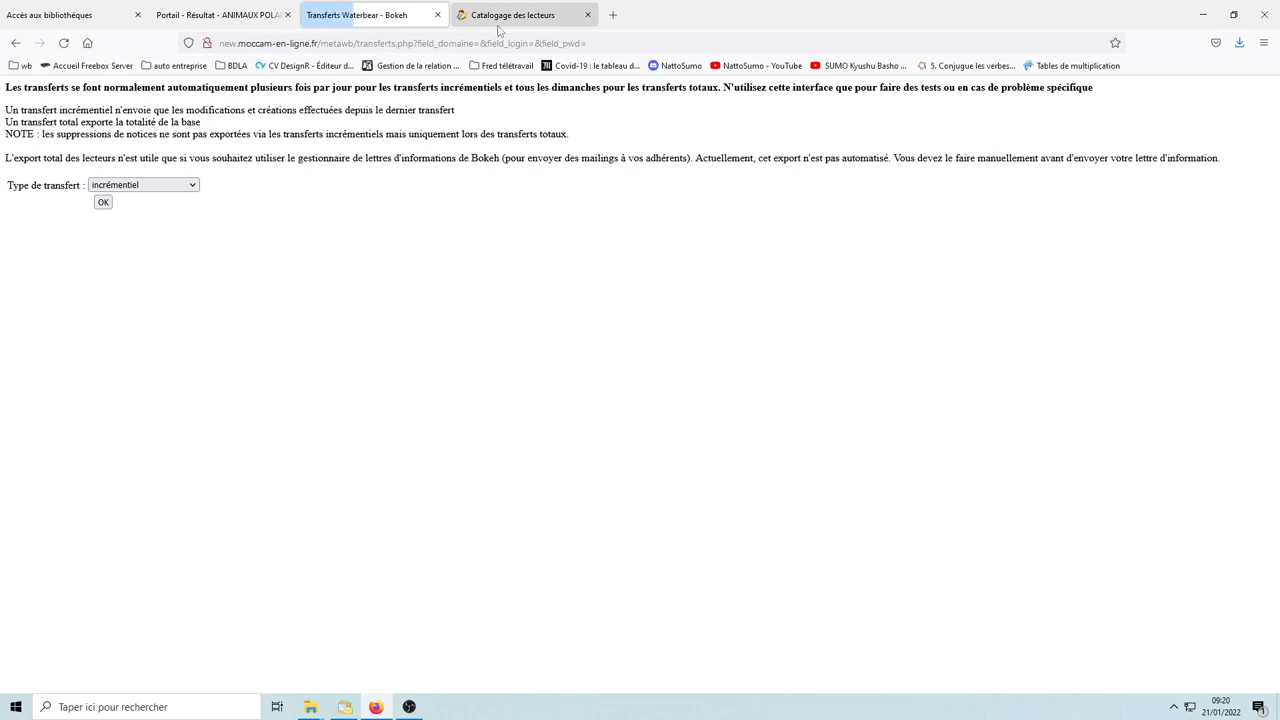 Accès aux bibliothèques
Portail - Résultat - ANIMAUX POLAI
Transferts Waterbear - Bokeh
Catalogage des lecteurs
new.moccam-en-ligne.fr/metawb/transferts.php?field_domaine=&field_login=&field_pwd=
wb
Accueil Freebox Server
auto entreprise
BDLA
CV DesignR - Éditeur d...
Gestion de la relation ...
Fred télétravail
Covid-19 : le tableau d...
NattoSumo
NattoSumo - YouTube
SUMO Kyushu Basho ...
5. Conjugue les verbes...
Tables de multiplication
Les transferts se font normalement automatiquement plusieurs fois par jour pour les transferts incrémentiels et tous les dimanches pour les transferts totaux. N'utilisez cette interface que pour faire des tests ou en cas de problème spécifique
Un transfert incrémentiel n'envoie que les modifications et créations effectuées depuis le dernier transfert
Un transfert total exporte la totalité de la base
NOTE : les suppressions de notices ne sont pas exportées via les transferts incrémentiels mais uniquement lors des transferts totaux.
L'export total des lecteurs n'est utile que si vous souhaitez utiliser le gestionnaire de lettres d'informations de Bokeh (pour envoyer des mailings à vos adhérents). Actuellement, cet export n'est pas automatisé. Vous devez le faire manuellement avant d'envoyer votre lettre d'information.
Type de transfert : incrémentiel
OK
Taper ici pour rechercher
09:20
21/01/2022